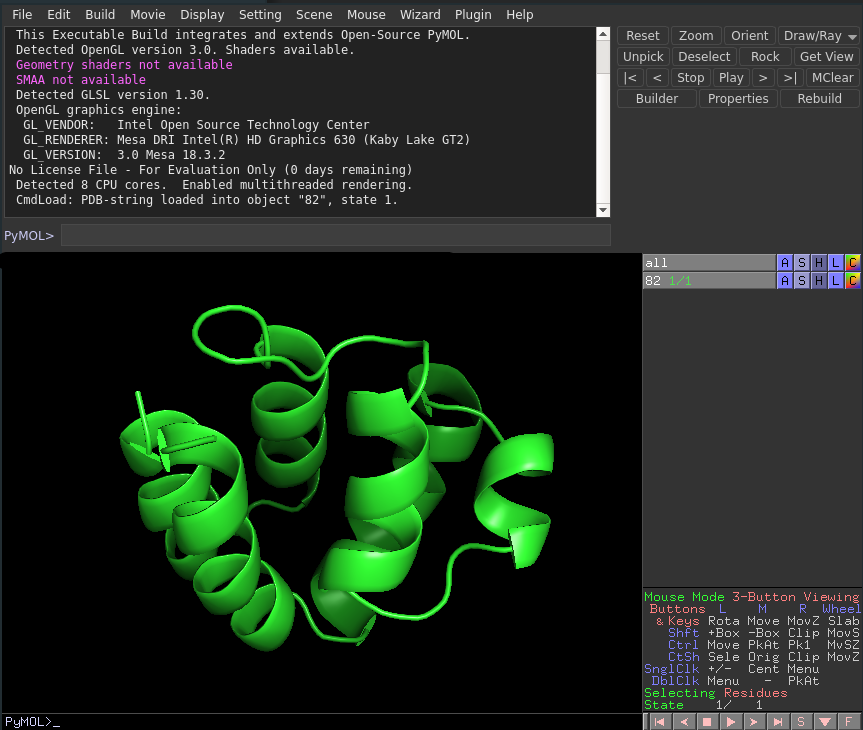 File Edit Build Movie Display Setting Scene Mouse Wizard Plugin Help
This Executable Build integrates and extends Open-Source PyMOL.
Detected OpenGL version 3.0. Shaders available.
Geometry shaders not available
SMAA not available
Detected GLSL version 1.30.
OpenGL graphics engine:
GL_VENDOR: Intel Open Source Technology Center
GL_RENDERER: Mesa DRI Intel(R) HD Graphics 630 (Kaby Lake GT2)
GL_VERSION: 3.0 Mesa 18.3.2
No License File - For Evaluation Only (0 days remaining)
Detected 8 CPU cores. Enabled multithreaded rendering.
CmdLoad: PDB-string loaded into object "82", state 1.
PyMOL>
Reset Zoom Orient Draw/Ray
Unpick Deselect Rock Get View
|< < Stop Play > >| MClear
Builder Properties Rebuild
all A S H L C
82 1/1 A S H L C
Mouse Mode 3-Button Viewing
Buttons L M R Wheel
& Keys Rota Move MovZ Slab
Shft +Box -Box Clip MovS
Ctrl Move PkAt Pk1 MvSZ
CtSh Sele Orig Clip MovZ
SnglClk +/- Cent Menu
DblClk Menu - PkAt
Selecting Residues
State 1/ 1
PyMOL>_
S F